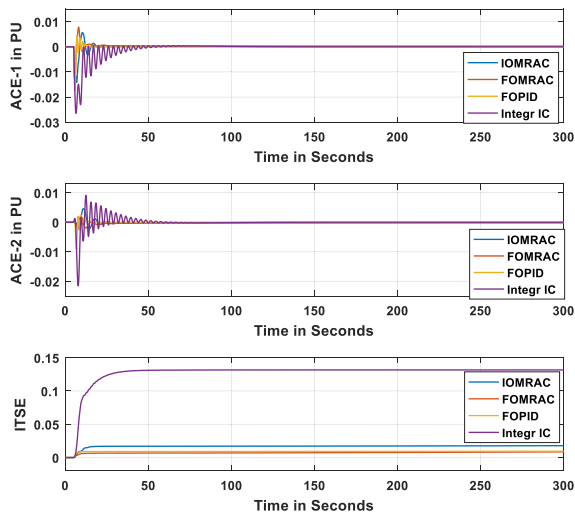 0.01
0
-0.01
-0.02
-0.03
ACE-1 in PU
IOMRAC
FOMRAC
FOPID
Integr IC
0 50 100 150 200 250 300
Time in Seconds
0.01
0
-0.01
-0.02
ACE-2 in PU
IOMRAC
FOMRAC
FOPID
Integr IC
0 50 100 150 200 250 300
Time in Seconds
0.15
0.1
0.05
0
ITSE
IOMRAC
FOMRAC
FOPID
Integr IC
0 50 100 150 200 250 300
Time in Seconds